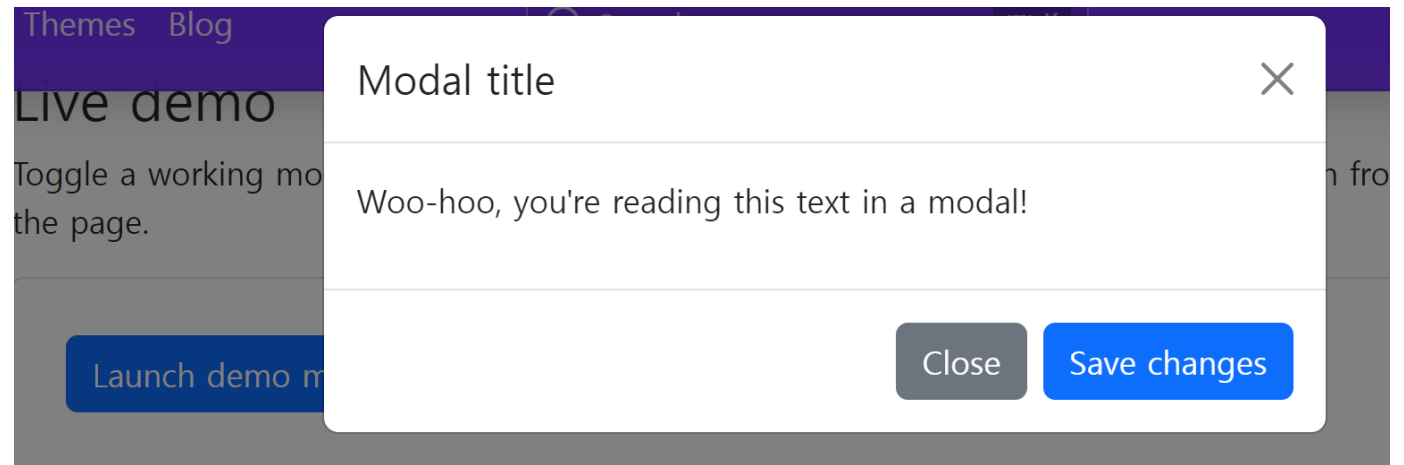 Themes Blog
Modal title
Live demo
Toggle a working mo
the page.
Woo-hoo, you're reading this text in a modal!
Launch demo
Close Save changes